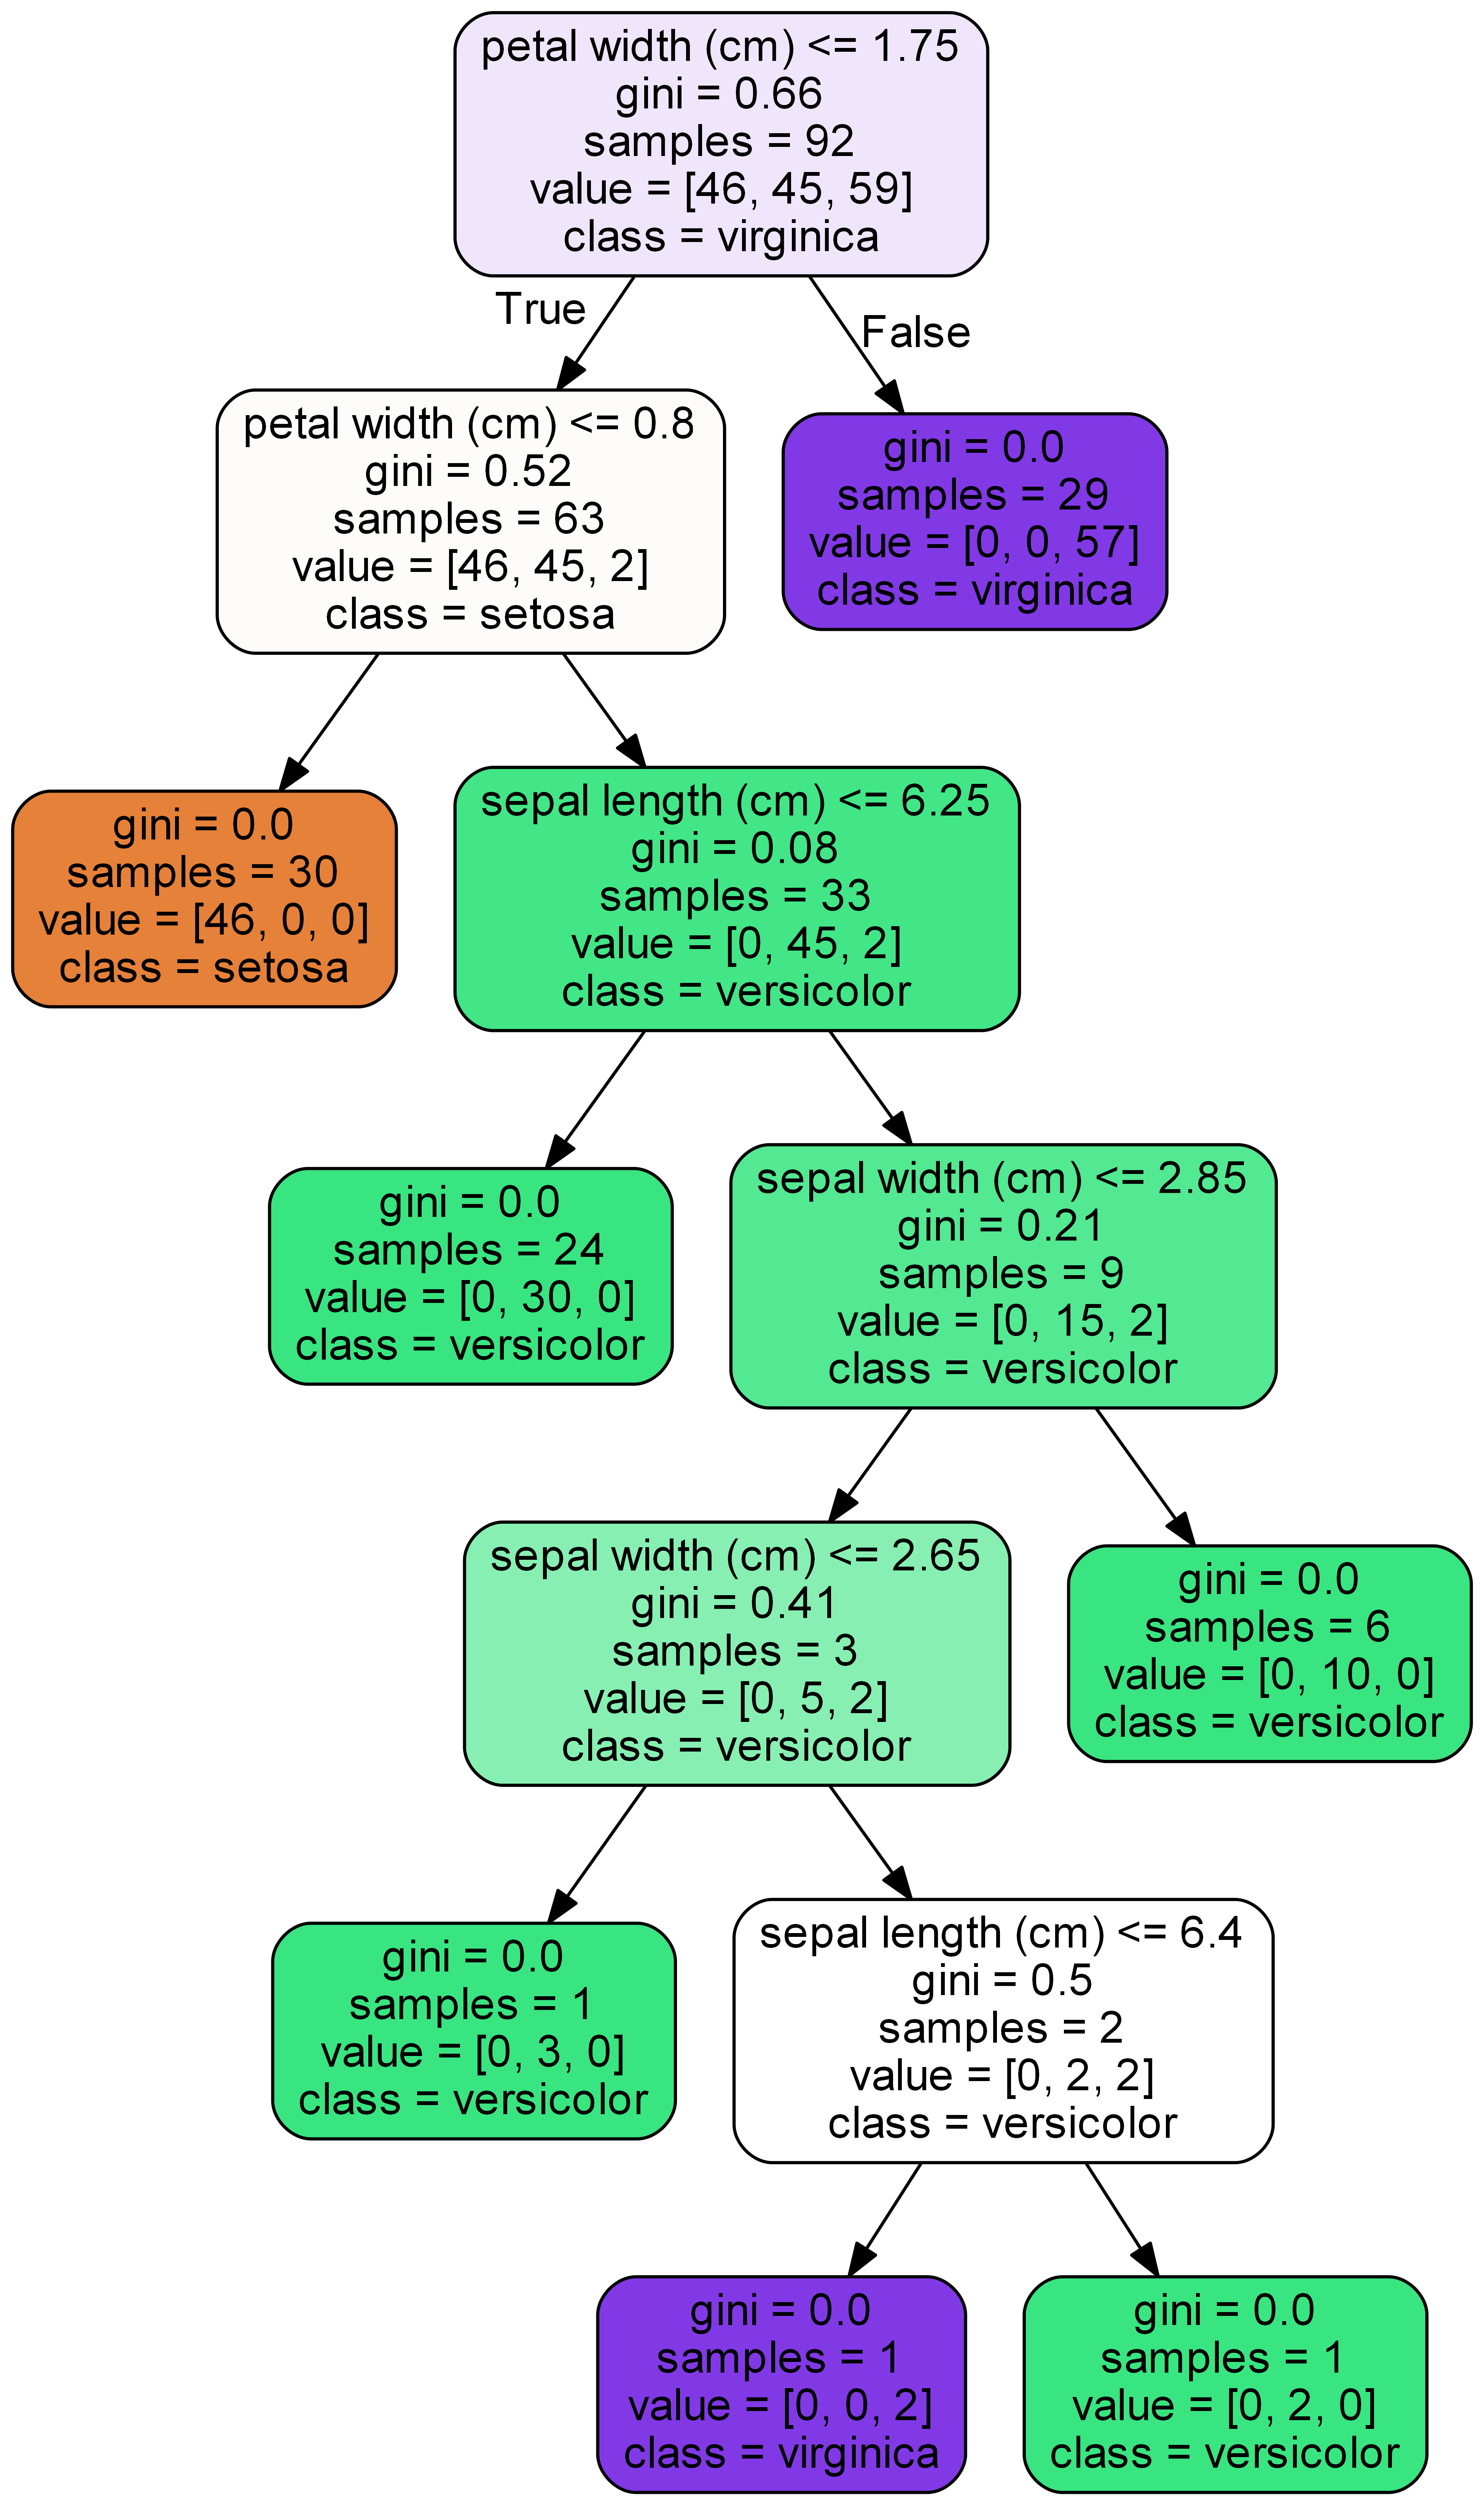 petal width (cm) <= 1.75
gini = 0.66
samples = 92
value = [46, 45, 59]
class = virginica
True
False
petal width (cm) <= 0.8
gini = 0.52
samples = 63
value = [46, 45, 2]
class = setosa
gini = 0.0
samples = 29
value = [0, 0, 57]
class = virginica
gini = 0.0
samples = 30
value = [46, 0, 0]
class = setosa
sepal length (cm) <= 6.25
gini = 0.08
samples = 33
value = [0, 45, 2]
class = versicolor
gini = 0.0
samples = 24
value = [0, 30, 0]
class = versicolor
sepal width (cm) <= 2.85
gini = 0.21
samples = 9
value = [0, 15, 2]
class = versicolor
sepal width (cm) <= 2.65
gini = 0.41
samples = 3
value = [0, 5, 2]
class = versicolor
gini = 0.0
samples = 6
value = [0, 10, 0]
class = versicolor
gini = 0.0
samples = 1
value = [0, 3, 0]
class = versicolor
sepal length (cm) <= 6.4
gini = 0.5
samples = 2
value = [0, 2, 2]
class = versicolor
gini = 0.0
samples = 1
value = [0, 0, 2]
class = virginica
gini = 0.0
samples = 1
value = [0, 2, 0]
class = versicolor